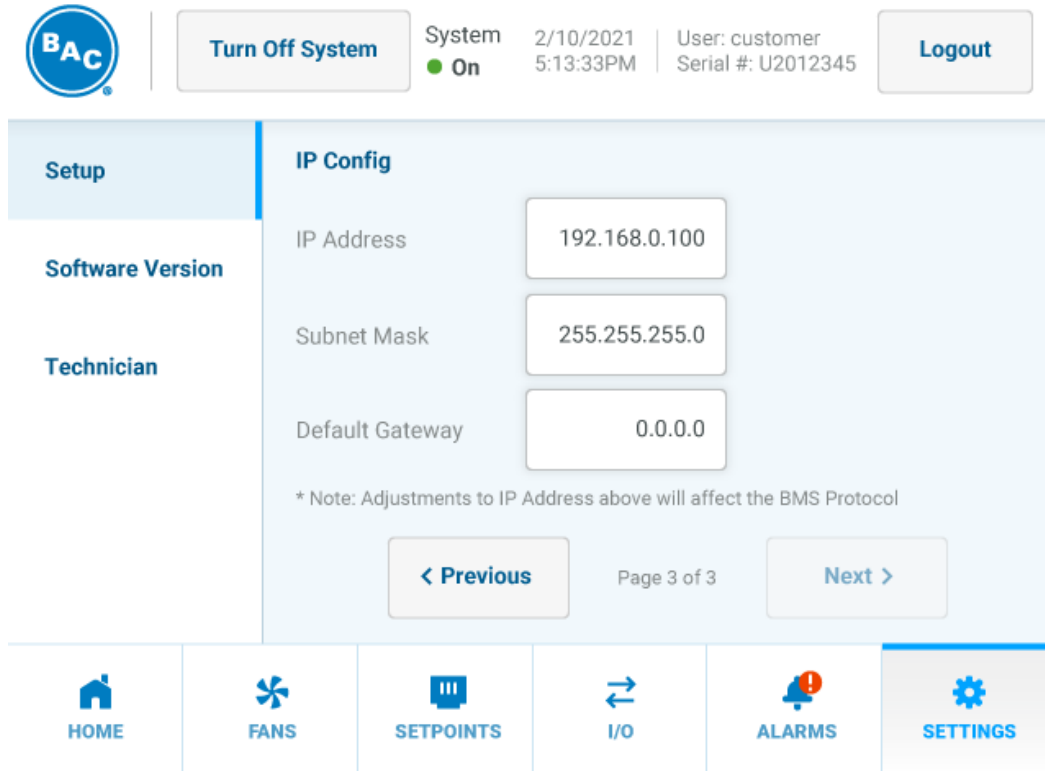 BAC
®
Turn Off System
System
On
2/10/2021
5:13:33PM
User: customer
Serial #: U2012345
Logout
Setup
Software Version
Technician
IP Config
IP Address
192.168.0.100
Subnet Mask
255.255.255.0
Default Gateway
0.0.0.0
* Note: Adjustments to IP Address above will affect the BMS Protocol
< Previous
Page 3 of 3
Next >
HOME
FANS
SETPOINTS
I/O
!
ALARMS
SETTINGS